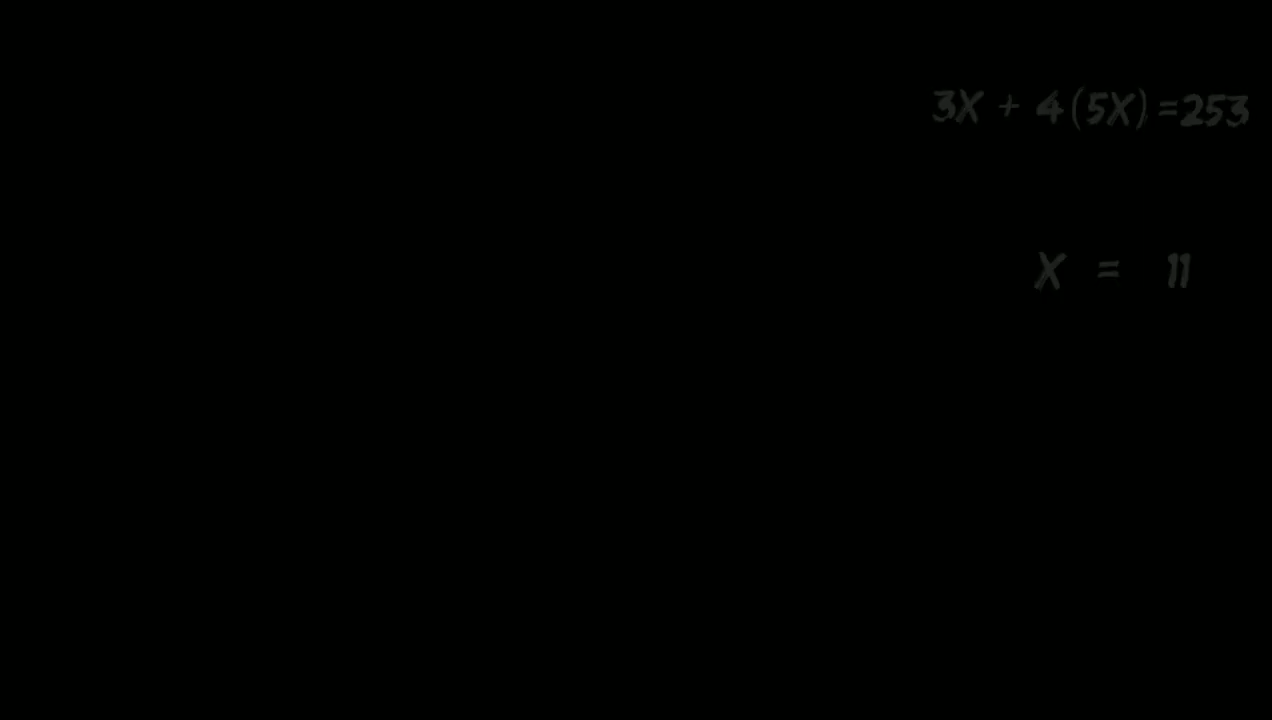 3X + 4(5X) =253
X = 11